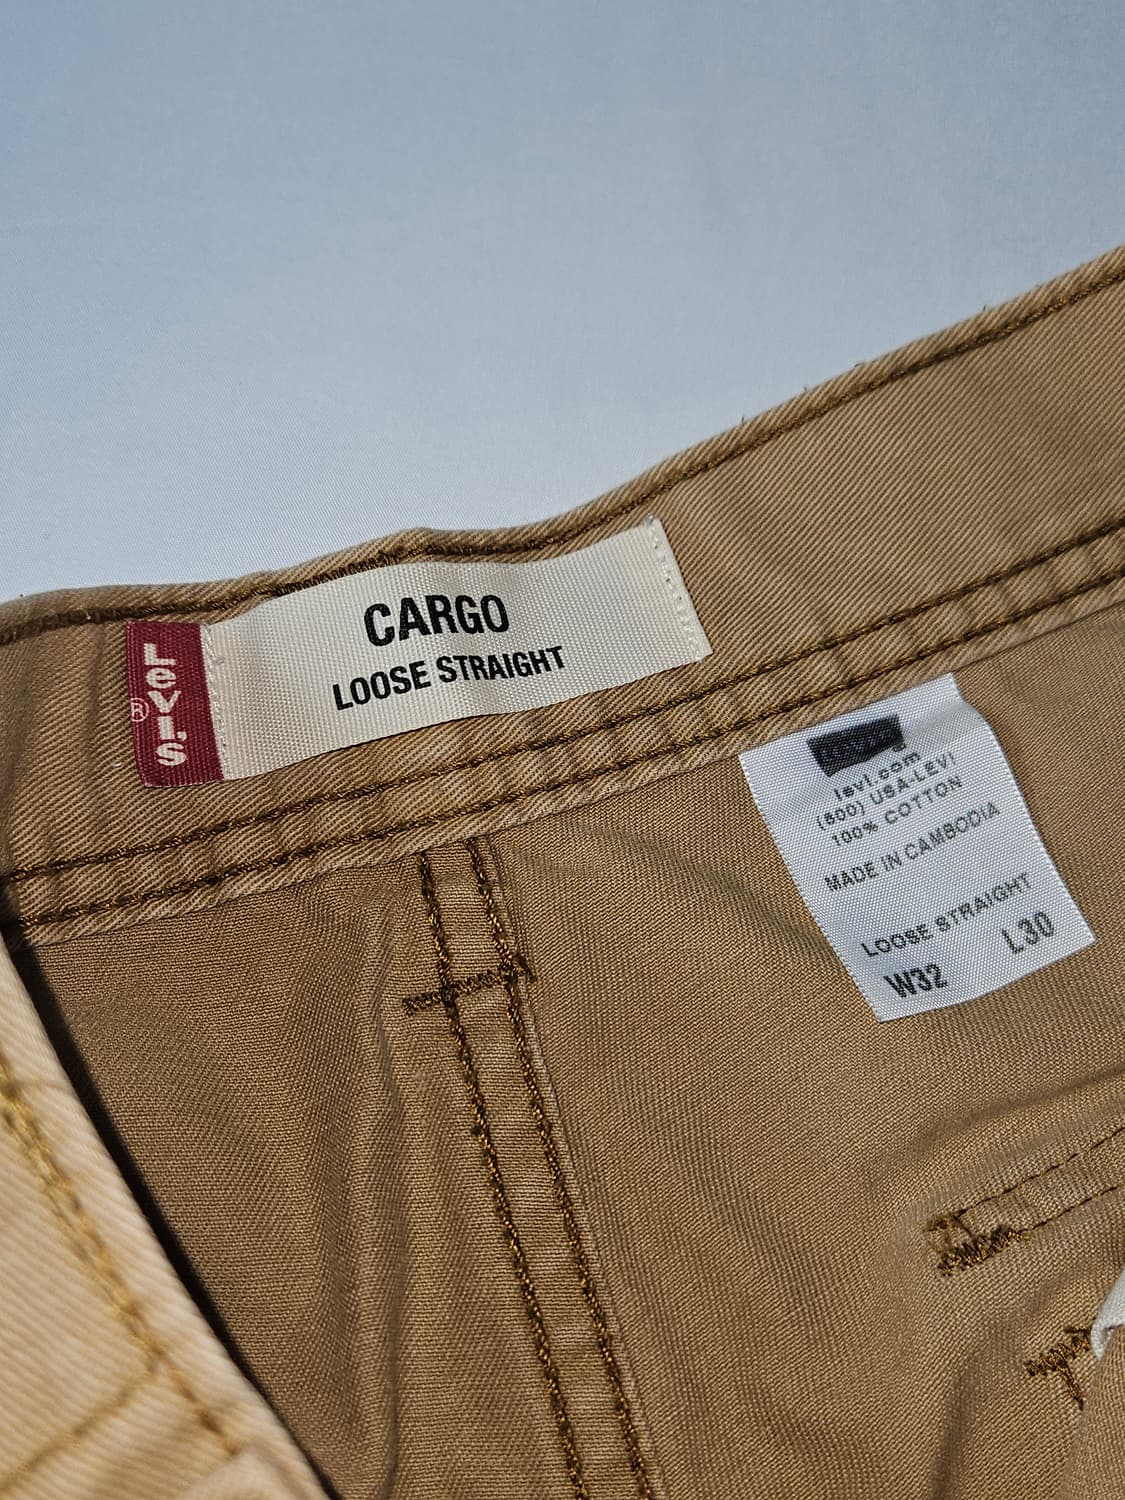 Levi's
®
CARGO
LOOSE STRAIGHT
levi.com
(800) USA-LEVI
100% COTTON
MADE IN CAMBODIA
LOOSE STRAIGHT
W32 L30